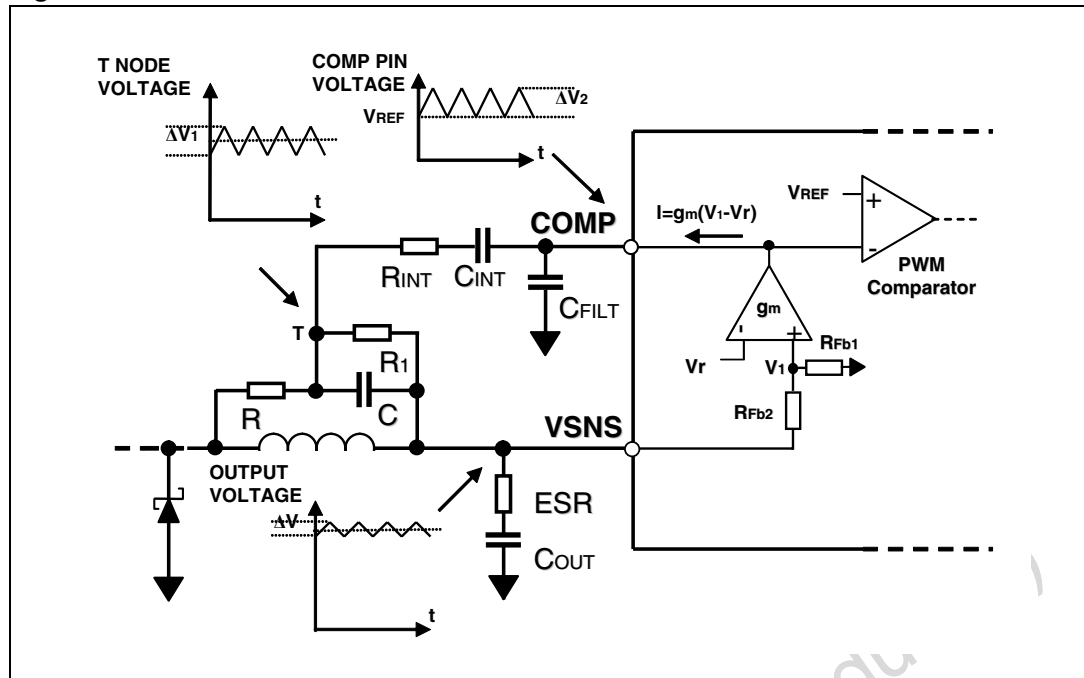 T NODE
VOLTAGE
ΔV1
t
COMP PIN
VOLTAGE
VREF
ΔV2
t
COMP
I=gm(V1-Vr)
VREF
+
-
PWM
Comparator
gm
-
+
Vr
V1
RFb1
RFb2
RINT
CINT
CFILT
T
R1
R
C
VSNS
OUTPUT
VOLTAGE
ΔV
t
ESR
COUT